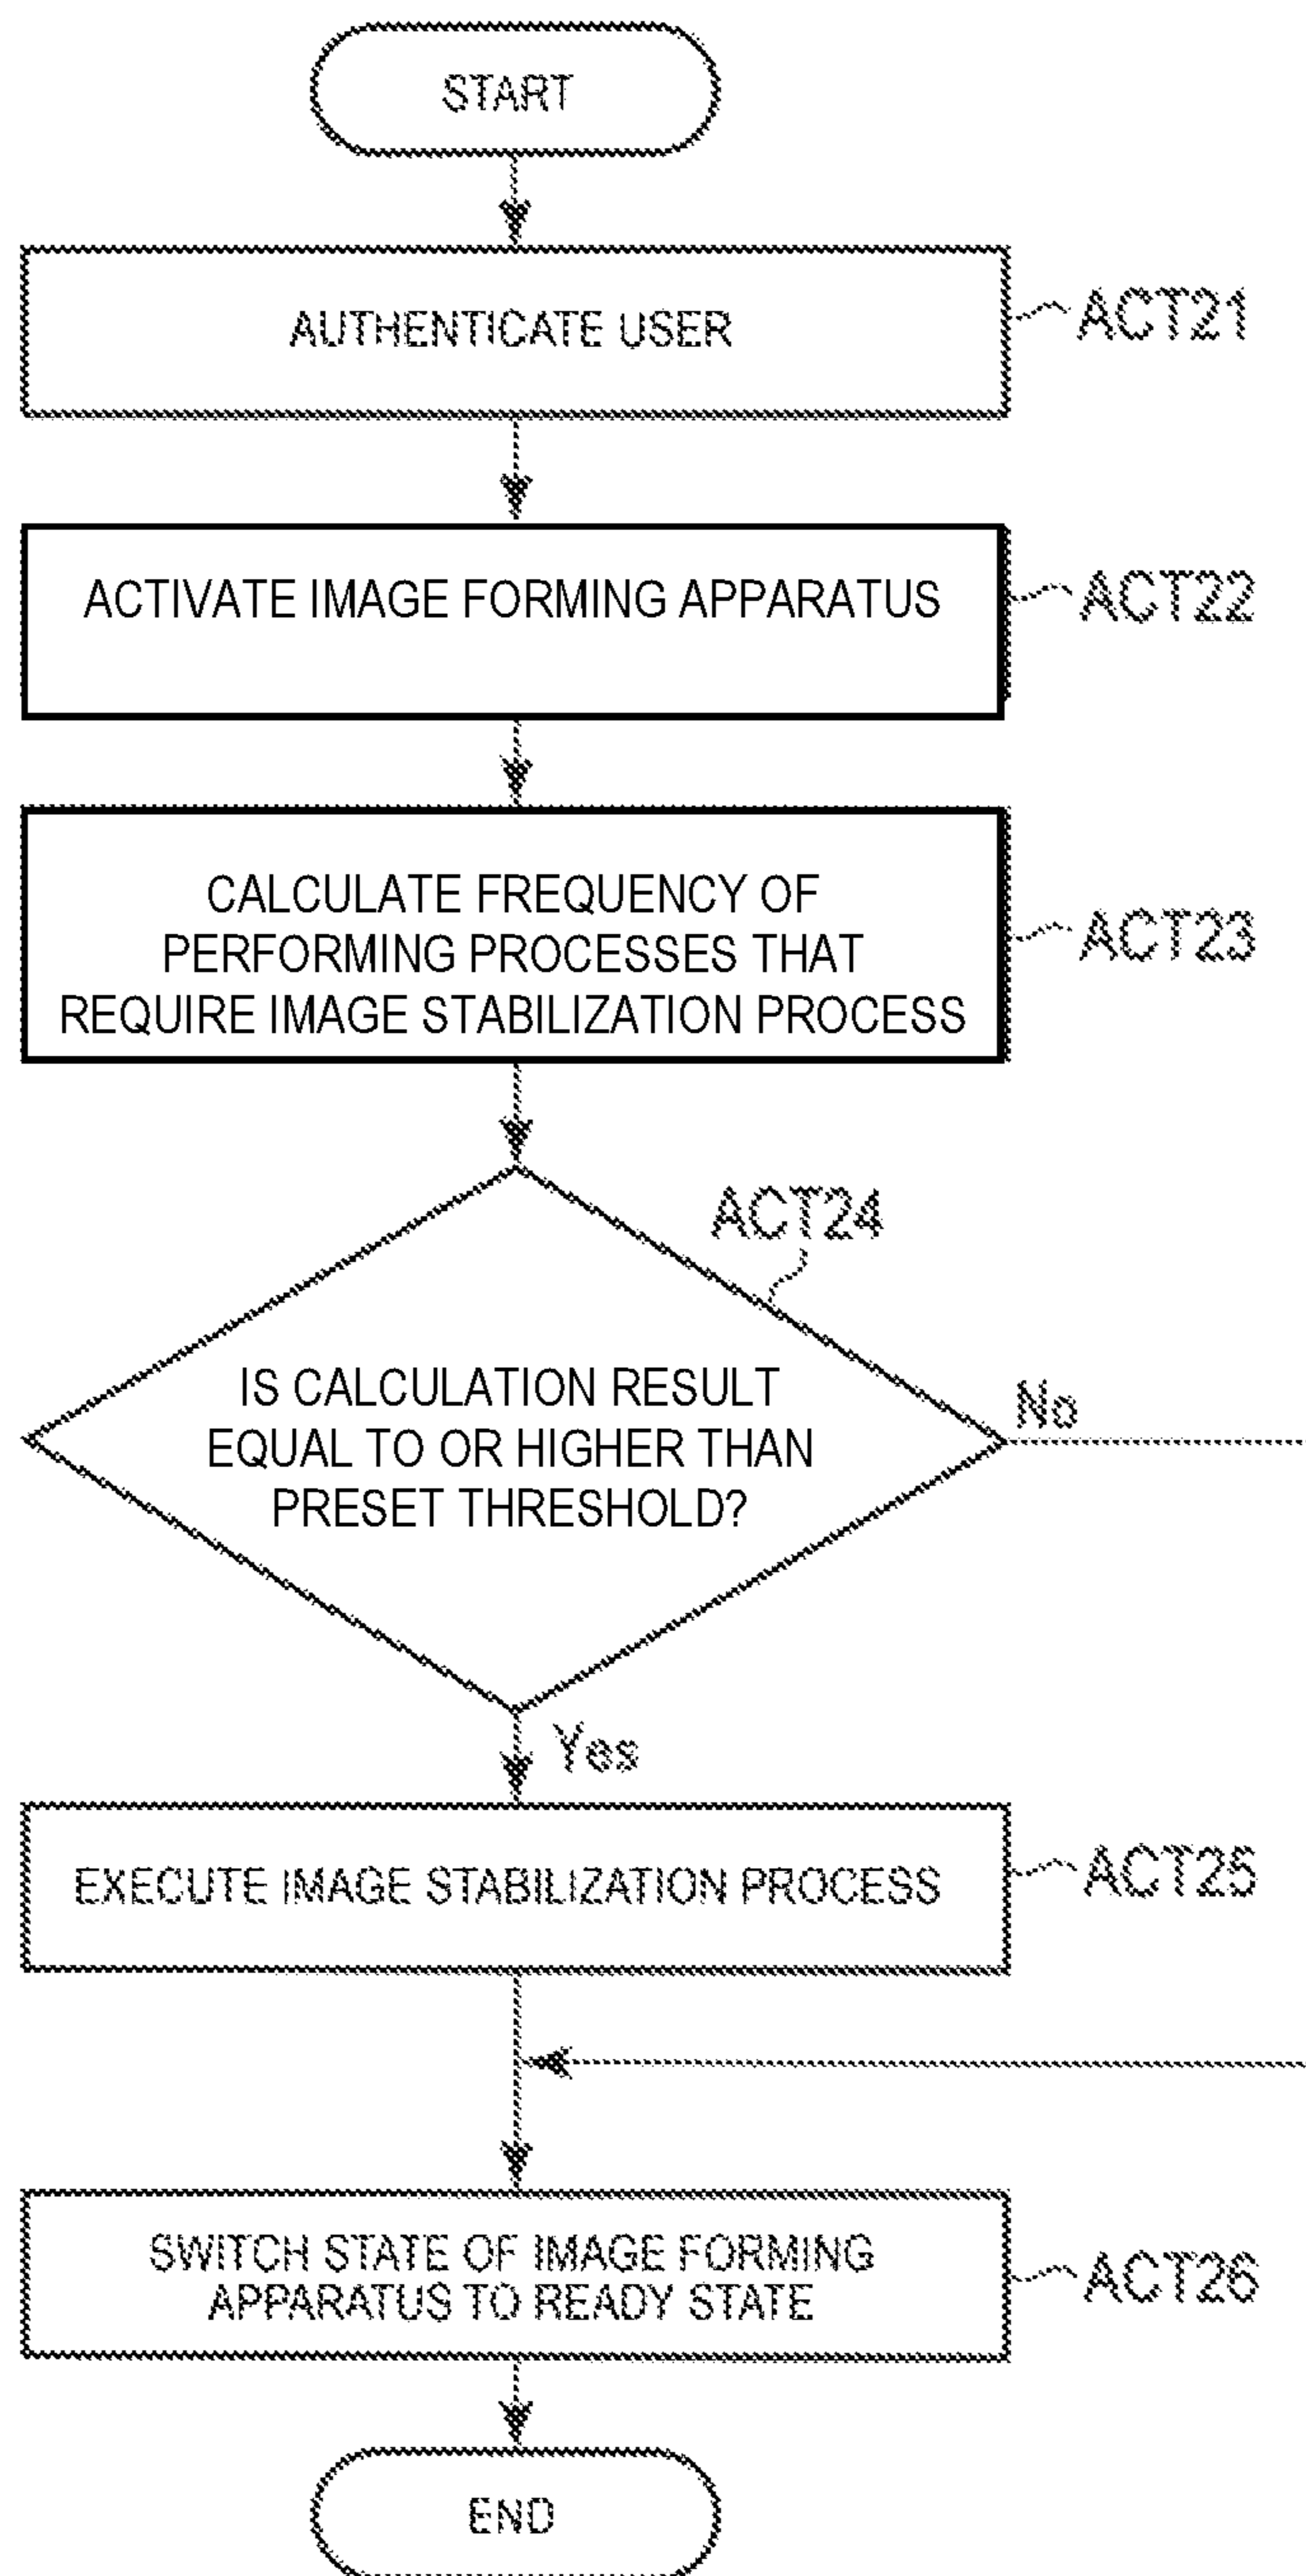 START
AUTHENTICATE USER
ACT21
ACTIVATE IMAGE FORMING APPARATUS
ACT22
CALCULATE FREQUENCY OF
PERFORMING PROCESSES THAT
REQUIRE IMAGE STABILIZATION PROCESS
ACT23
ACT24
IS CALCULATION RESULT
EQUAL TO OR HIGHER THAN
PRESET THRESHOLD?
No
Yes
EXECUTE IMAGE STABILIZATION PROCESS
ACT25
SWITCH STATE OF IMAGE FORMING
APPARATUS TO READY STATE
ACT26
END